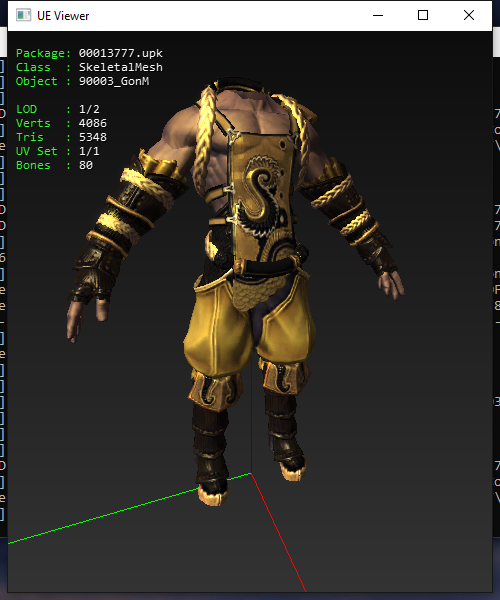 UE Viewer
Package: 00013777.upk
Class  : SkeletalMesh
Object : 90003_GonM
LOD    : 1/2
Verts  : 4086
Tris   : 5348
UV Set : 1/1
Bones  : 80